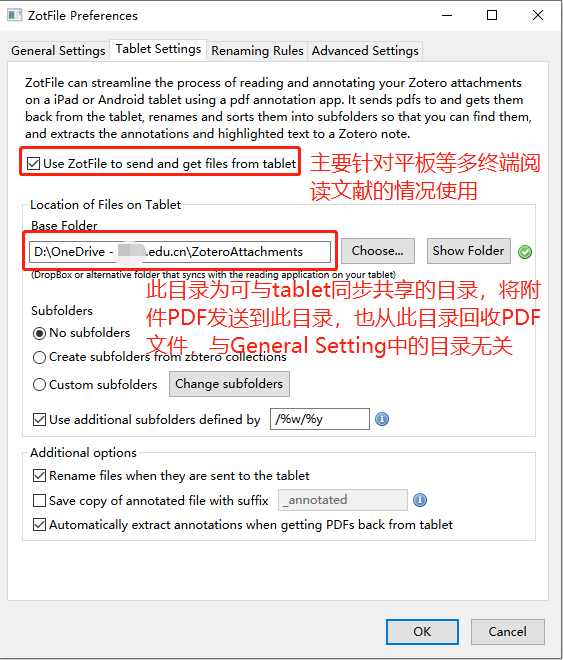 ZotFile Preferences
General Settings Tablet Settings Renaming Rules Advanced Settings
ZotFile can streamline the process of reading and annotating your Zotero attachments
on a iPad or Android tablet using a pdf annotation app. It sends pdfs to and gets them
back from the tablet, renames and sorts them into subfolders so that you can find them,
and extracts the annotations and highlighted text to a Zotero note.
Use ZotFile to send and get files from tablet
主要针对平板等多终端阅
读文献的情况使用
Location of Files on Tablet
Base Folder
D:\OneDrive - .edu.cn\ZoteroAttachments
Choose... Show Folder
(DropBox or alternative folder that syncs with the reading application on your tablet)
此目录为可与tablet同步共享的目录，将附
件PDF发送到此目录，也从此目录回收PDF
文件，与General Setting中的目录无关
Subfolders
No subfolders
Create subfolders from zotero collections
Custom subfolders Change subfolders
Use additional subfolders defined by /%w/%y
Additional options
Rename files when they are sent to the tablet
Save copy of annotated file with suffix _annotated
Automatically extract annotations when getting PDFs back from tablet
OK Cancel